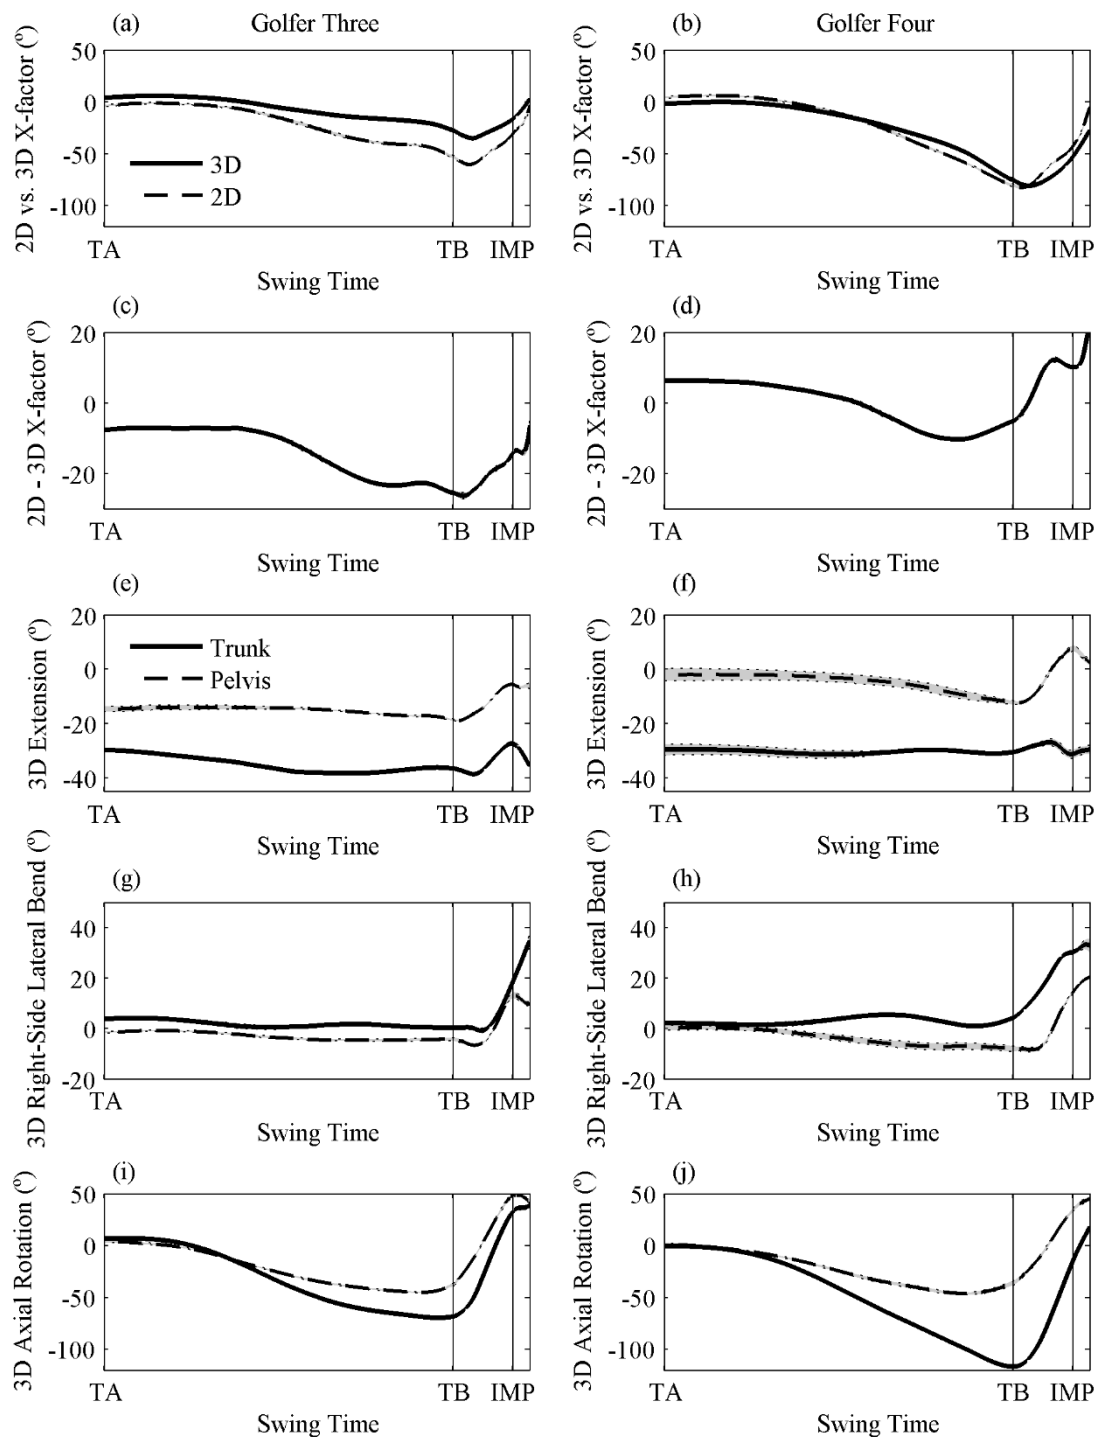 (a) Golfer Three
(b) Golfer Four
2D vs. 3D X-factor (º)
50
0
-50
-100
3D
2D
TA TB IMP
Swing Time
2D vs. 3D X-factor (º)
50
0
-50
-100
TA TB IMP
Swing Time
(c)
2D - 3D X-factor (º)
20
0
-20
TA TB IMP
Swing Time
(d)
2D - 3D X-factor (º)
20
0
-20
TA TB IMP
Swing Time
(e)
3D Extension (º)
20
0
-20
-40
Trunk
Pelvis
TA TB IMP
Swing Time
(f)
3D Extension (º)
20
0
-20
-40
TA TB IMP
Swing Time
(g)
3D Right-Side Lateral Bend (º)
40
20
0
-20
TA TB IMP
Swing Time
(h)
3D Right-Side Lateral Bend (º)
40
20
0
-20
TA TB IMP
Swing Time
(i)
3D Axial Rotation (º)
50
0
-50
-100
TA TB IMP
Swing Time
(j)
3D Axial Rotation (º)
50
0
-50
-100
TA TB IMP
Swing Time